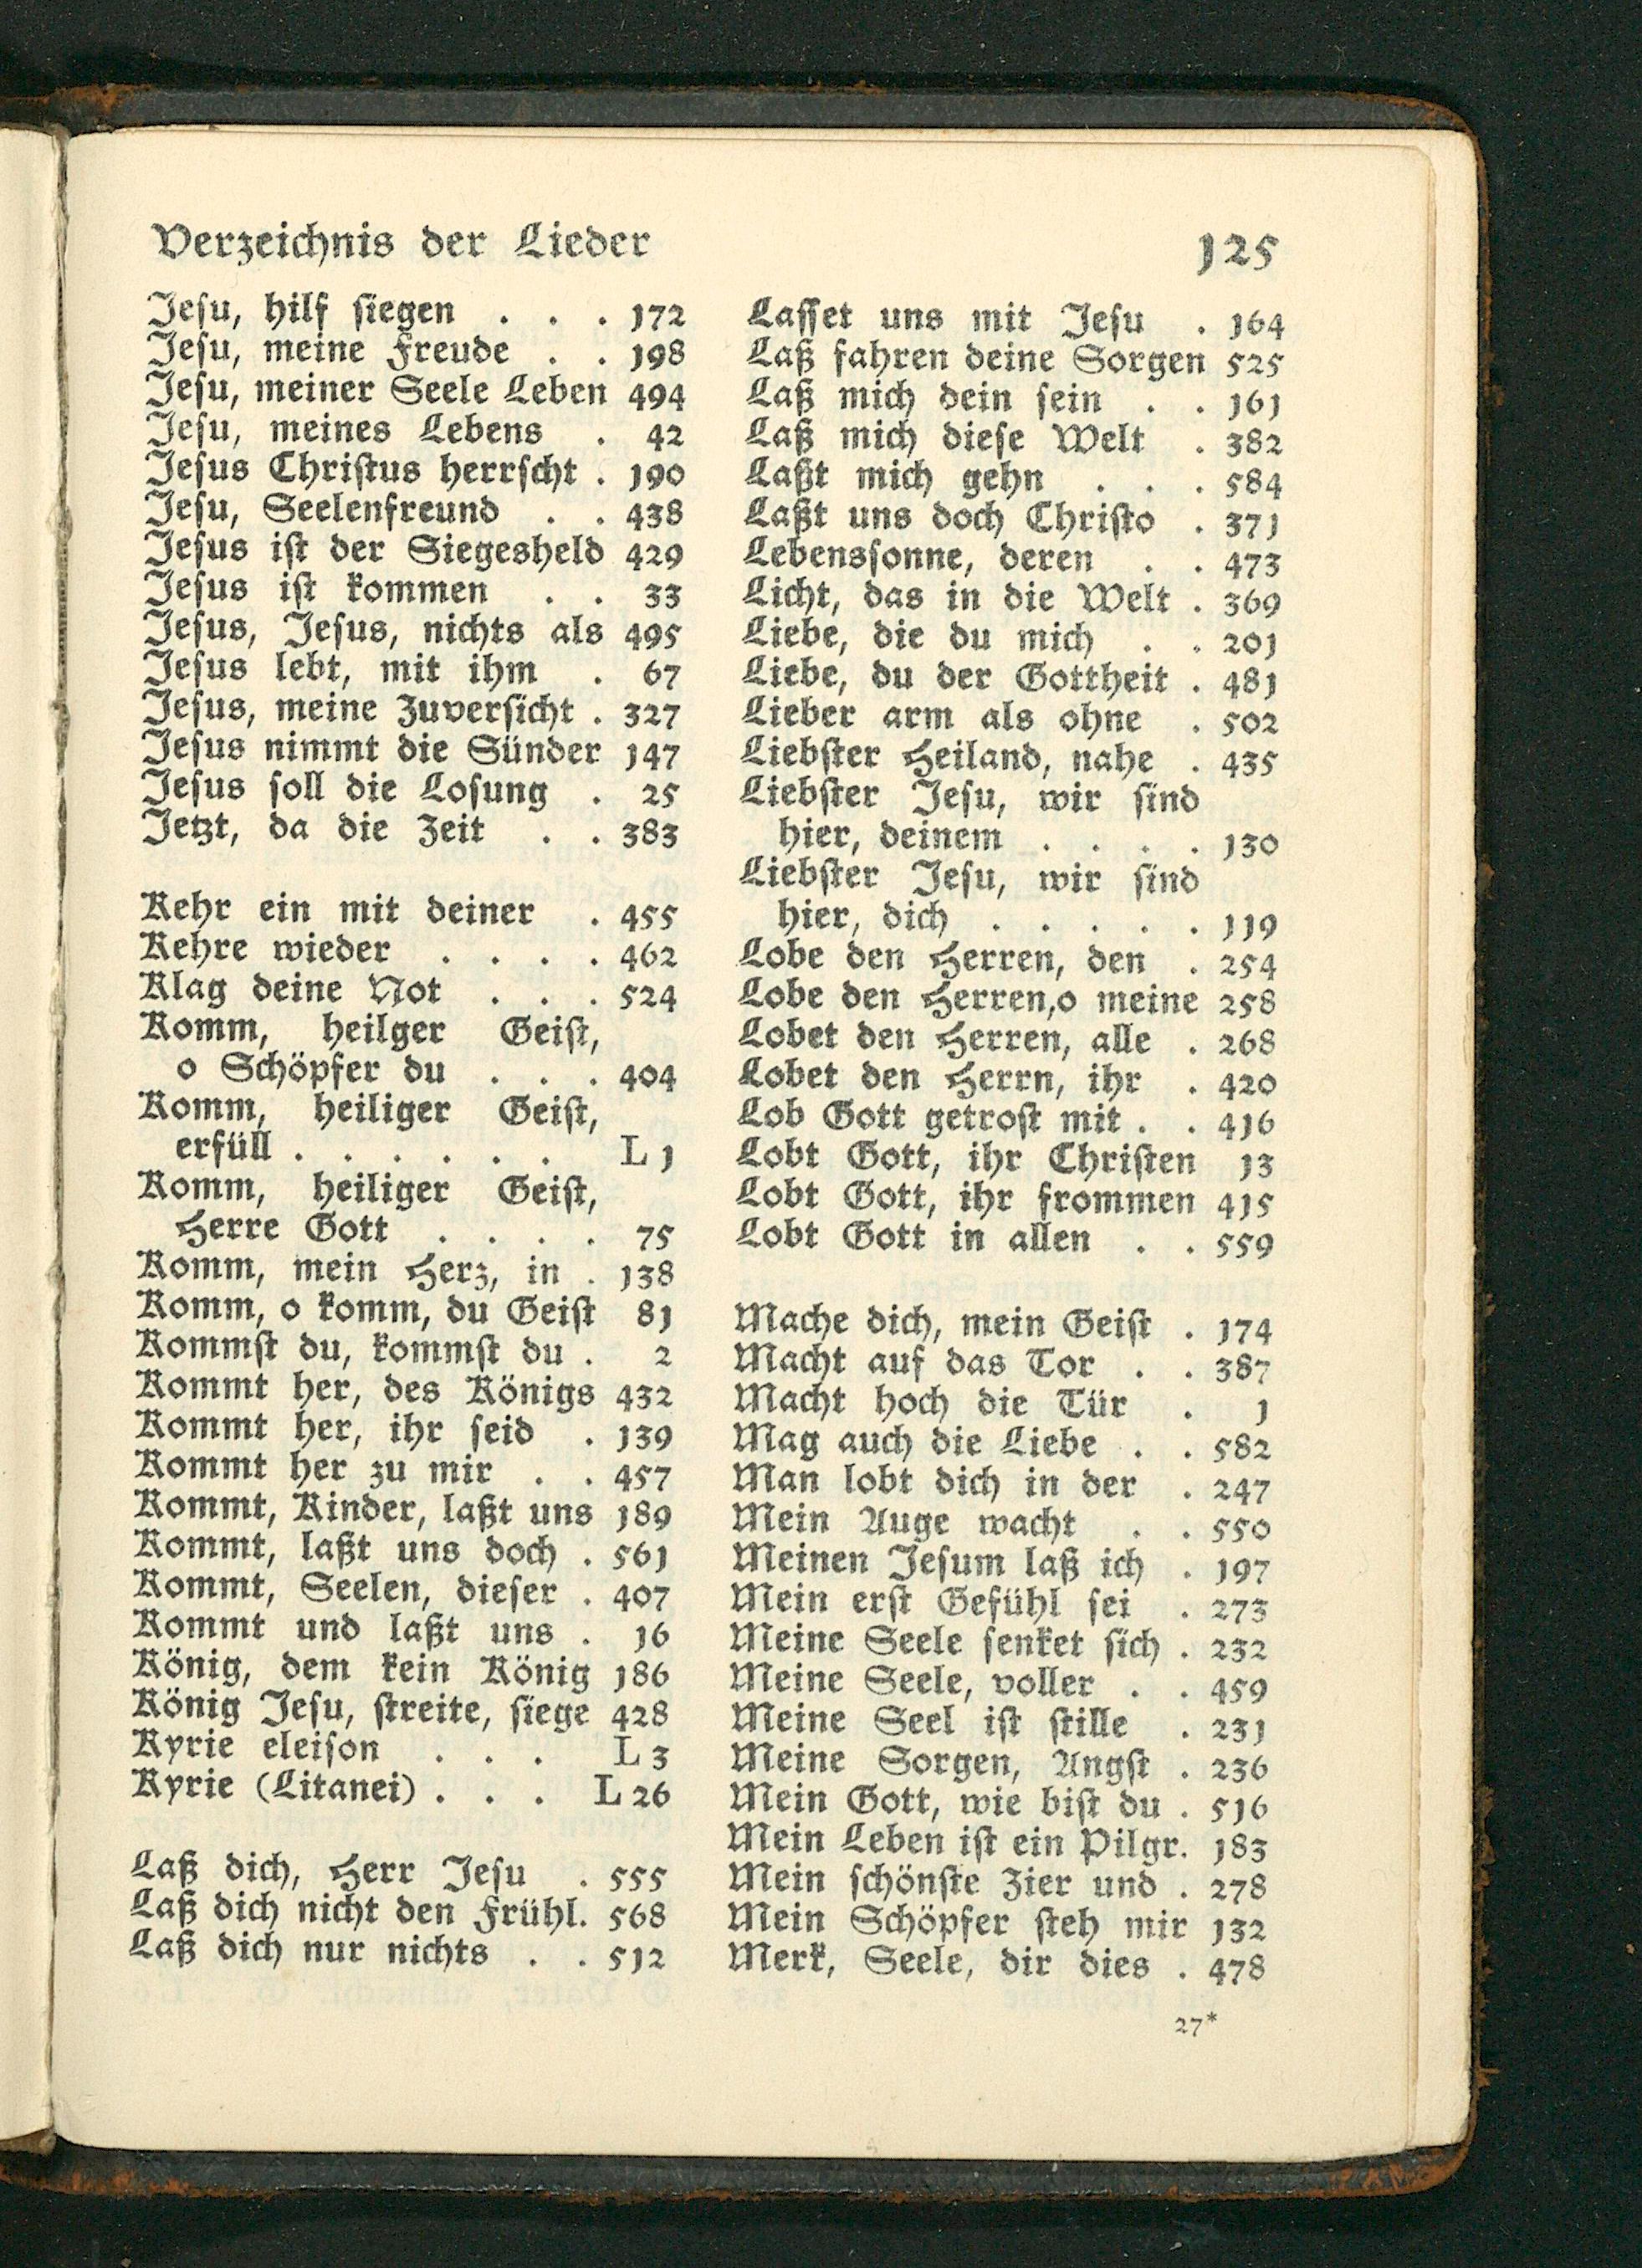 Verzeichnis der Lieder 125
Jesu, hilf siegen . . . 172
Jesu, meine Freude . . 198
Jesu, meiner Seele Leben 494
Jesu, meines Lebens . 42
Jesus Christus herrscht . 190
Jesu, Seelenfreund . . 438
Jesus ist der Siegesheld 429
Jesus ist kommen . . 33
Jesus, Jesus, nichts als 495
Jesus lebt, mit ihm . 67
Jesus, meine Zuversicht . 327
Jesus nimmt die Sünder 147
Jesus soll die Losung . 25
Jetzt, da die Zeit . . 383
Kehr ein mit deiner . 455
Kehre wieder . . . . 462
Klag deine Not . . . 524
Komm, heilger Geist,
o Schöpfer du . . . 404
Komm, heiliger Geist,
erfüll . . . . . . L 1
Komm, heiliger Geist,
Herre Gott . . . . 75
Komm, mein Herz, in . 138
Komm, o komm, du Geist 81
Kommst du, kommst du . 2
Kommt her, des Königs 432
Kommt her, ihr seid . 139
Kommt her zu mir . . 457
Kommt, Kinder, laßt uns 189
Kommt, laßt uns doch . 561
Kommt, Seelen, dieser . 407
Kommt und laßt uns . 16
König, dem kein König 186
König Jesu, streite, siege 428
Kyrie eleison . . . L 3
Kyrie (Litanei) . . . L 26
Laß dich, Herr Jesu . 555
Laß dich nicht den Frühl. 568
Laß dich nur nichts . . 512
Lasset uns mit Jesu . 164
Laß fahren deine Sorgen 525
Laß mich dein sein . . 161
Laß mich diese Welt . 382
Laßt mich gehn . . . 584
Laßt uns doch Christo . 371
Lebenssonne, deren . . 473
Licht, das in die Welt . 369
Liebe, die du mich . . 201
Liebe, du der Gottheit . 481
Lieber arm als ohne . 502
Liebster Heiland, nahe . 435
Liebster Jesu, wir sind
hier, deinem . . . . 130
Liebster Jesu, wir sind
hier, dich . . . . . 119
Lobe den Herren, den . 254
Lobe den Herren,o meine 258
Lobet den Herren, alle . 268
Lobet den Herrn, ihr . 420
Lob Gott getrost mit . . 416
Lobt Gott, ihr Christen 13
Lobt Gott, ihr frommen 415
Lobt Gott in allen . . 559
Mache dich, mein Geist . 174
Macht auf das Tor . . 387
Macht hoch die Tür . 1
Mag auch die Liebe . . 582
Man lobt dich in der . 247
Mein Auge wacht . . 550
Meinen Jesum laß ich . 197
Mein erst Gefühl sei . 273
Meine Seele senket sich . 232
Meine Seele, voller . . 459
Meine Seel ist stille . 231
Meine Sorgen, Angst . 236
Mein Gott, wie bist du . 516
Mein Leben ist ein Pilgr. 183
Mein schönste Zier und . 278
Mein Schöpfer steh mir 132
Merk, Seele, dir dies . 478
27*